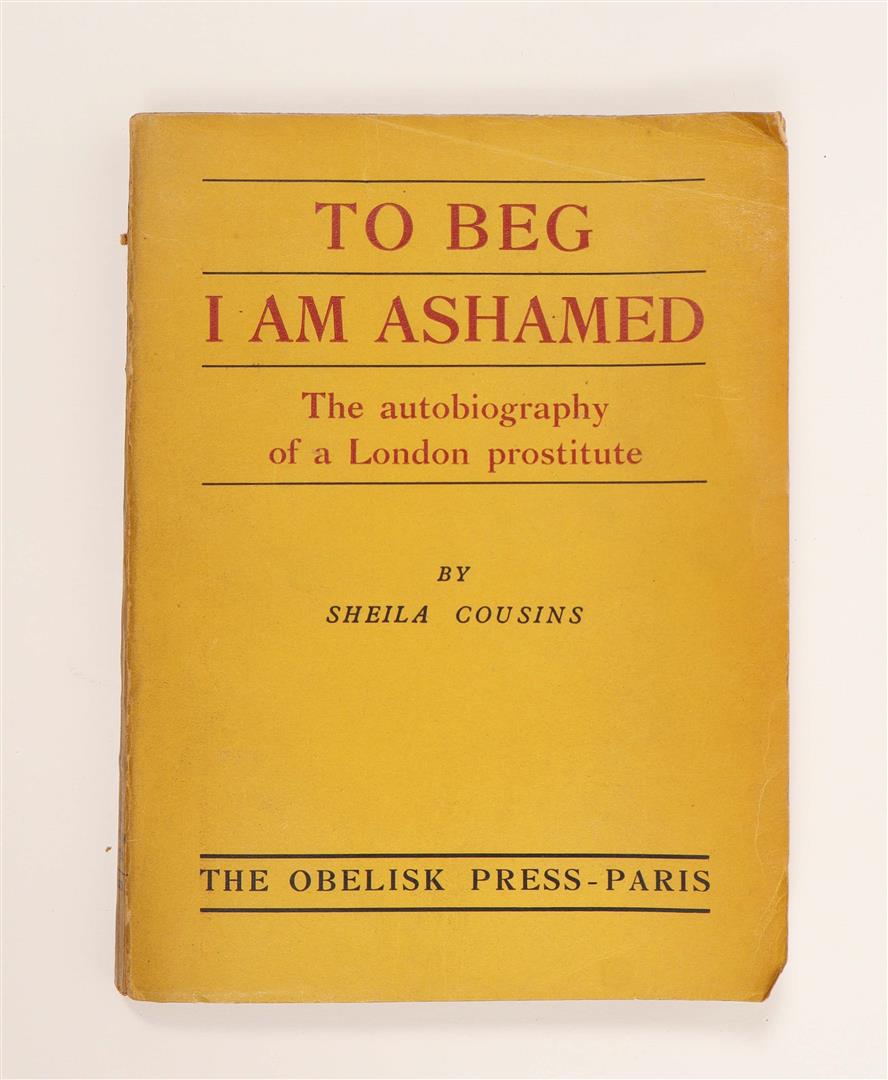 TO BEG
I AM ASHAMED
The autobiography
of a London prostitute
BY
SHEILA COUSINS
THE OBELISK PRESS-PARIS